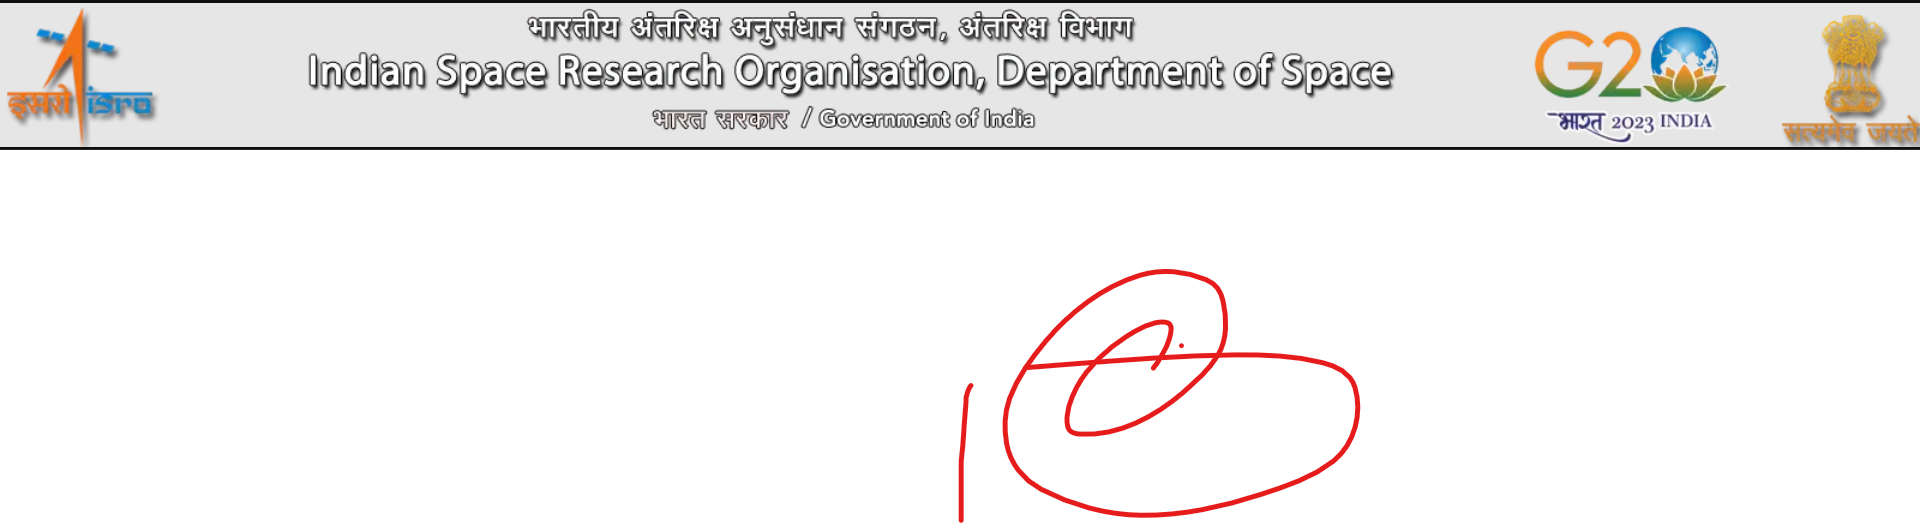 भारतीय अंतरिक्ष अनुसंधान संगठन, अंतरिक्ष विभाग
Indian Space Research Organisation, Department of Space
भारत सरकार / Government of India
इसरो isro
G20
भारत 2023 INDIA
सत्यमेव जयते